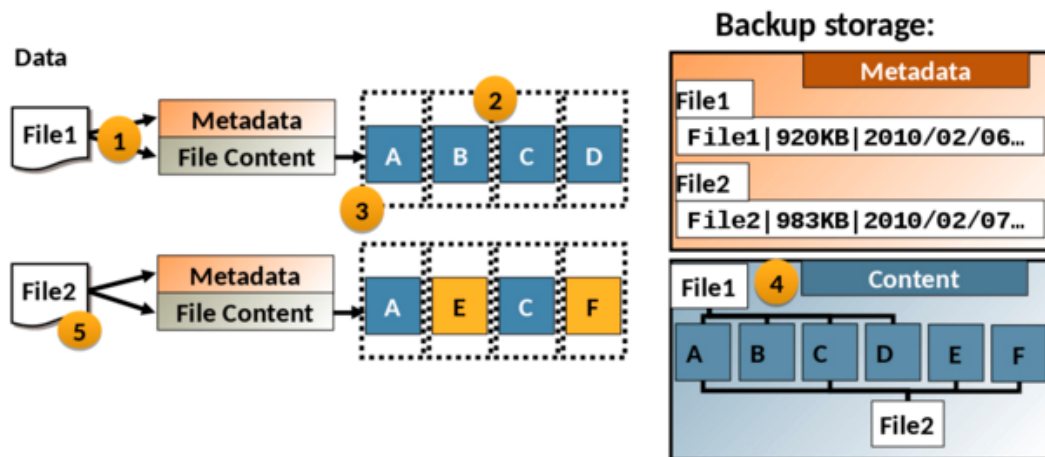 Backup storage:
Data
File1
1
Metadata
File Content
2
A B C D
3
File2
5
Metadata
File Content
A E C F
Metadata
File1
File1|920KB|2010/02/06…
File2
File2|983KB|2010/02/07…
File1
4
Content
A B C D E F
File2